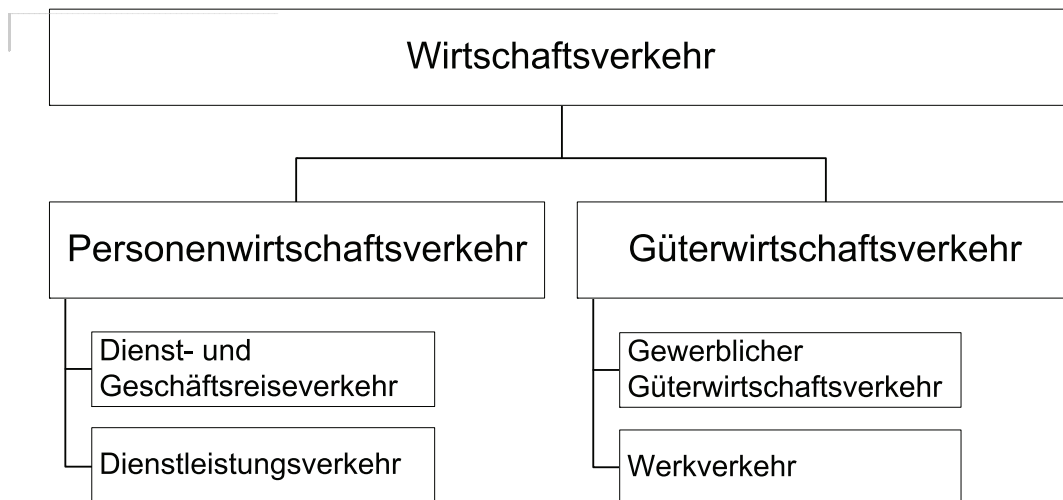 Wirtschaftsverkehr
Personenwirtschaftsverkehr
Güterwirtschaftsverkehr
Dienst- und
Geschäftsreiseverkehr
Dienstleistungsverkehr
Gewerblicher
Güterwirtschaftsverkehr
Werkverkehr